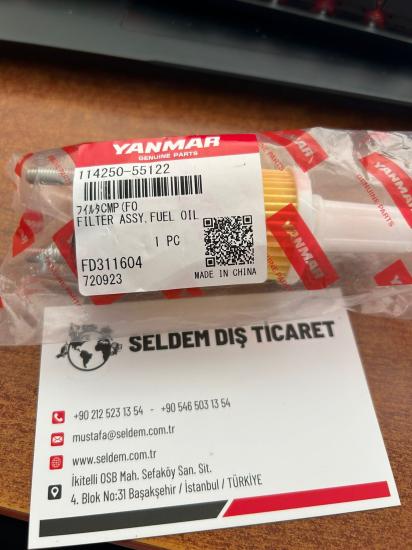 YANMAR
GENUINE PARTS
114250-55122
ﾌｨﾙﾀCMP(FO
FILTER ASSY,FUEL OIL
1 PC
FD311604
720923
MADE IN CHINA
YANMAR
YANMAR
SELDEM DIŞ TİCARET
+90 212 523 13 54 - +90 546 503 13 54
mustafa@seldem.com.tr
www.seldem.com.tr
İkitelli OSB Mah. Sefaköy San. Sit.
4. Blok No:31 Başakşehir / İstanbul / TÜRKİYE